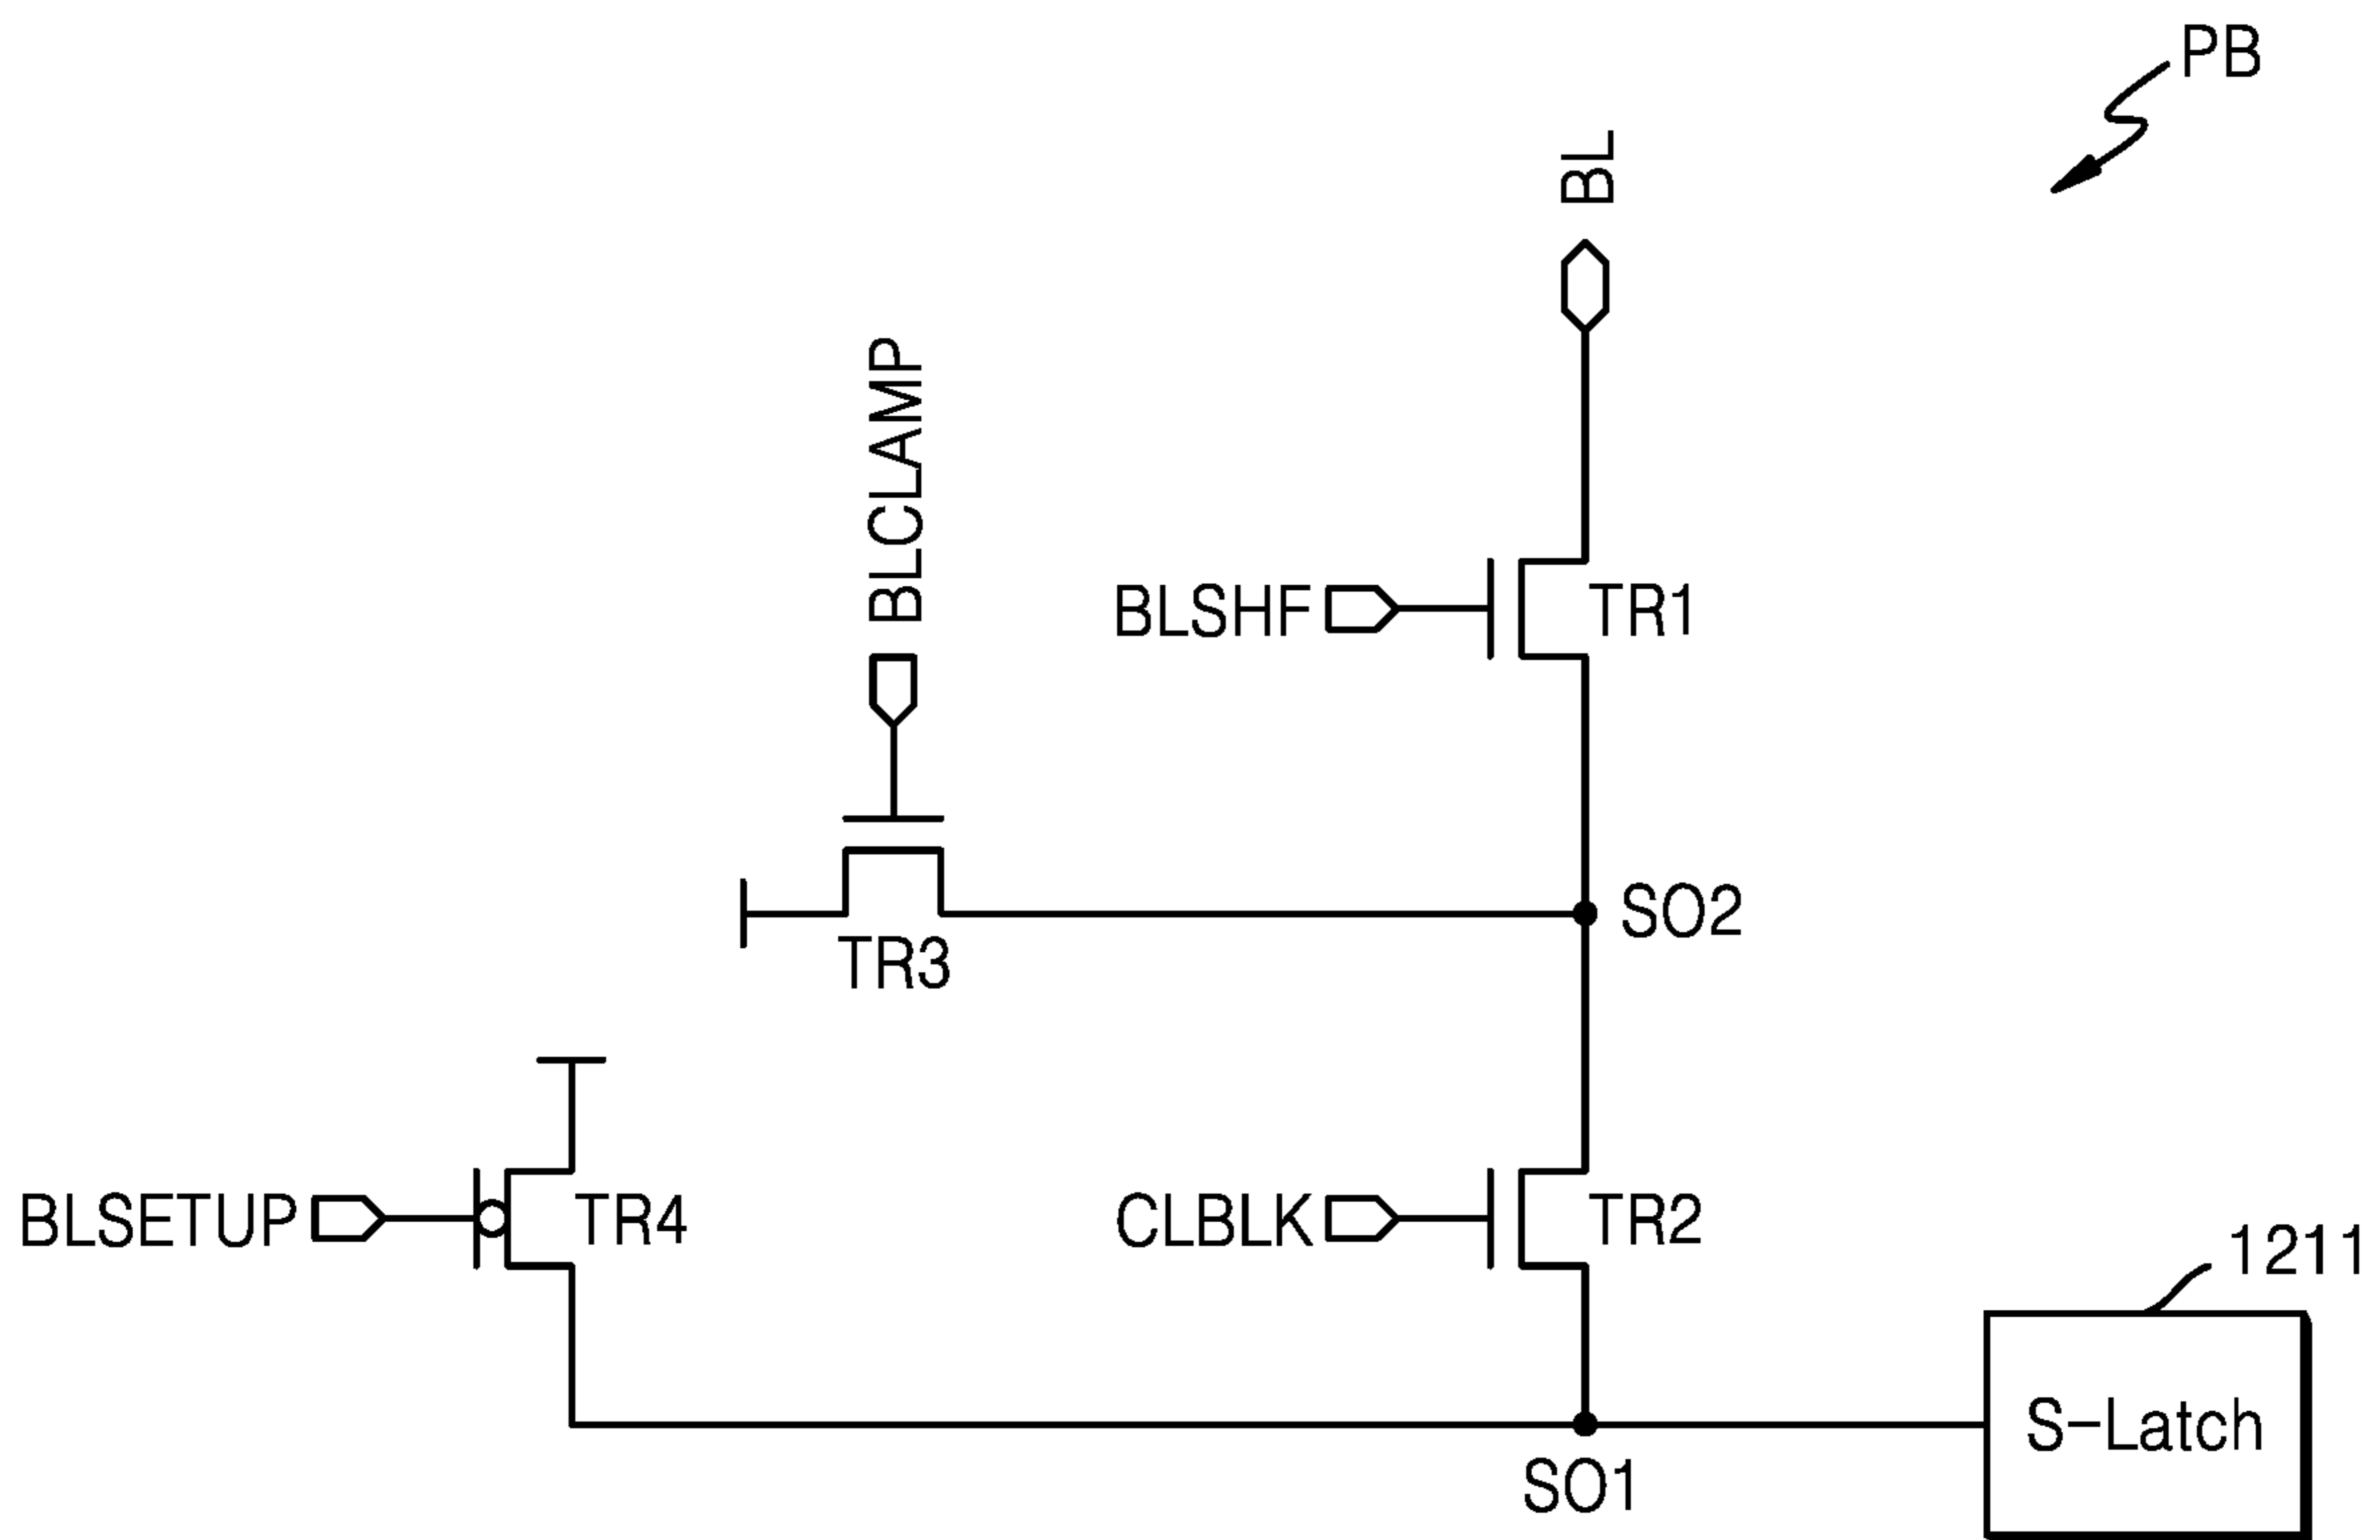 PB
BL
BLCLAMP
BLSHF
TR1
SO2
TR3
BLSETUP
TR4
CLBLK
TR2
1211
S-Latch
SO1